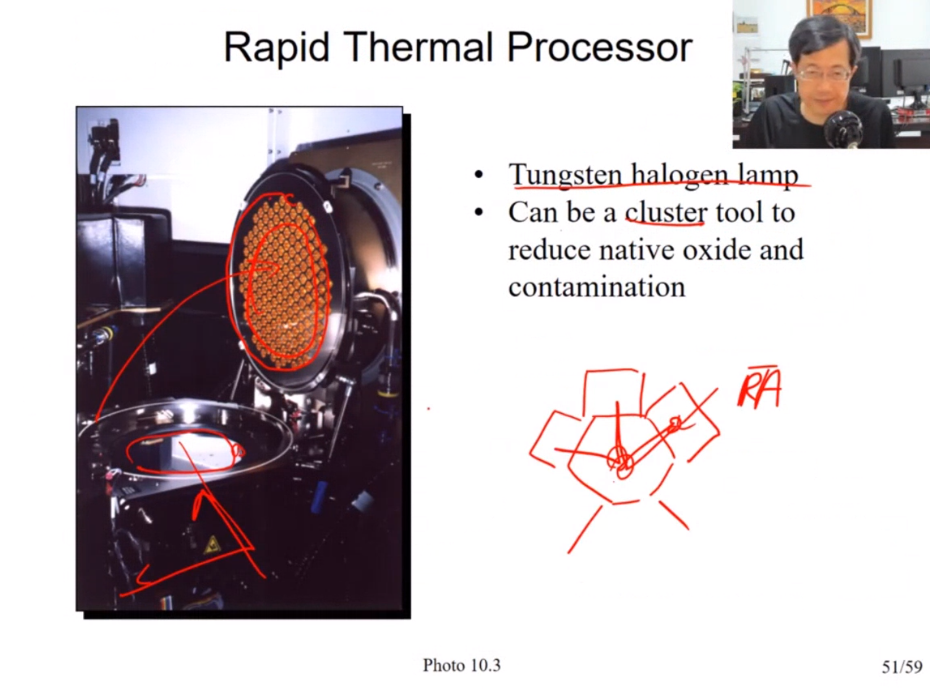 Rapid Thermal Processor
• Tungsten halogen lamp
• Can be a cluster tool to
reduce native oxide and
contamination
RTA
Photo 10.3
51/59